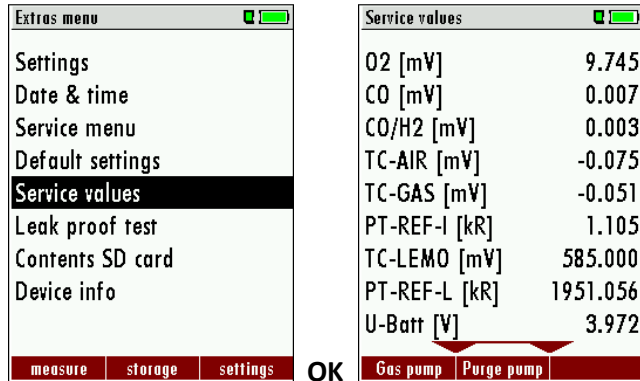 Extras menu
Settings
Date & time
Service menu
Default settings
Service values
Leak proof test
Contents SD card
Device info
measure storage settings
OK
Service values
O2 [mV] 9.745
CO [mV] 0.007
CO/H2 [mV] 0.003
TC-AIR [mV] -0.075
TC-GAS [mV] -0.051
PT-REF-I [kR] 1.105
TC-LEMO [mV] 585.000
PT-REF-L [kR] 1951.056
U-Batt [V] 3.972
Gas pump Purge pump